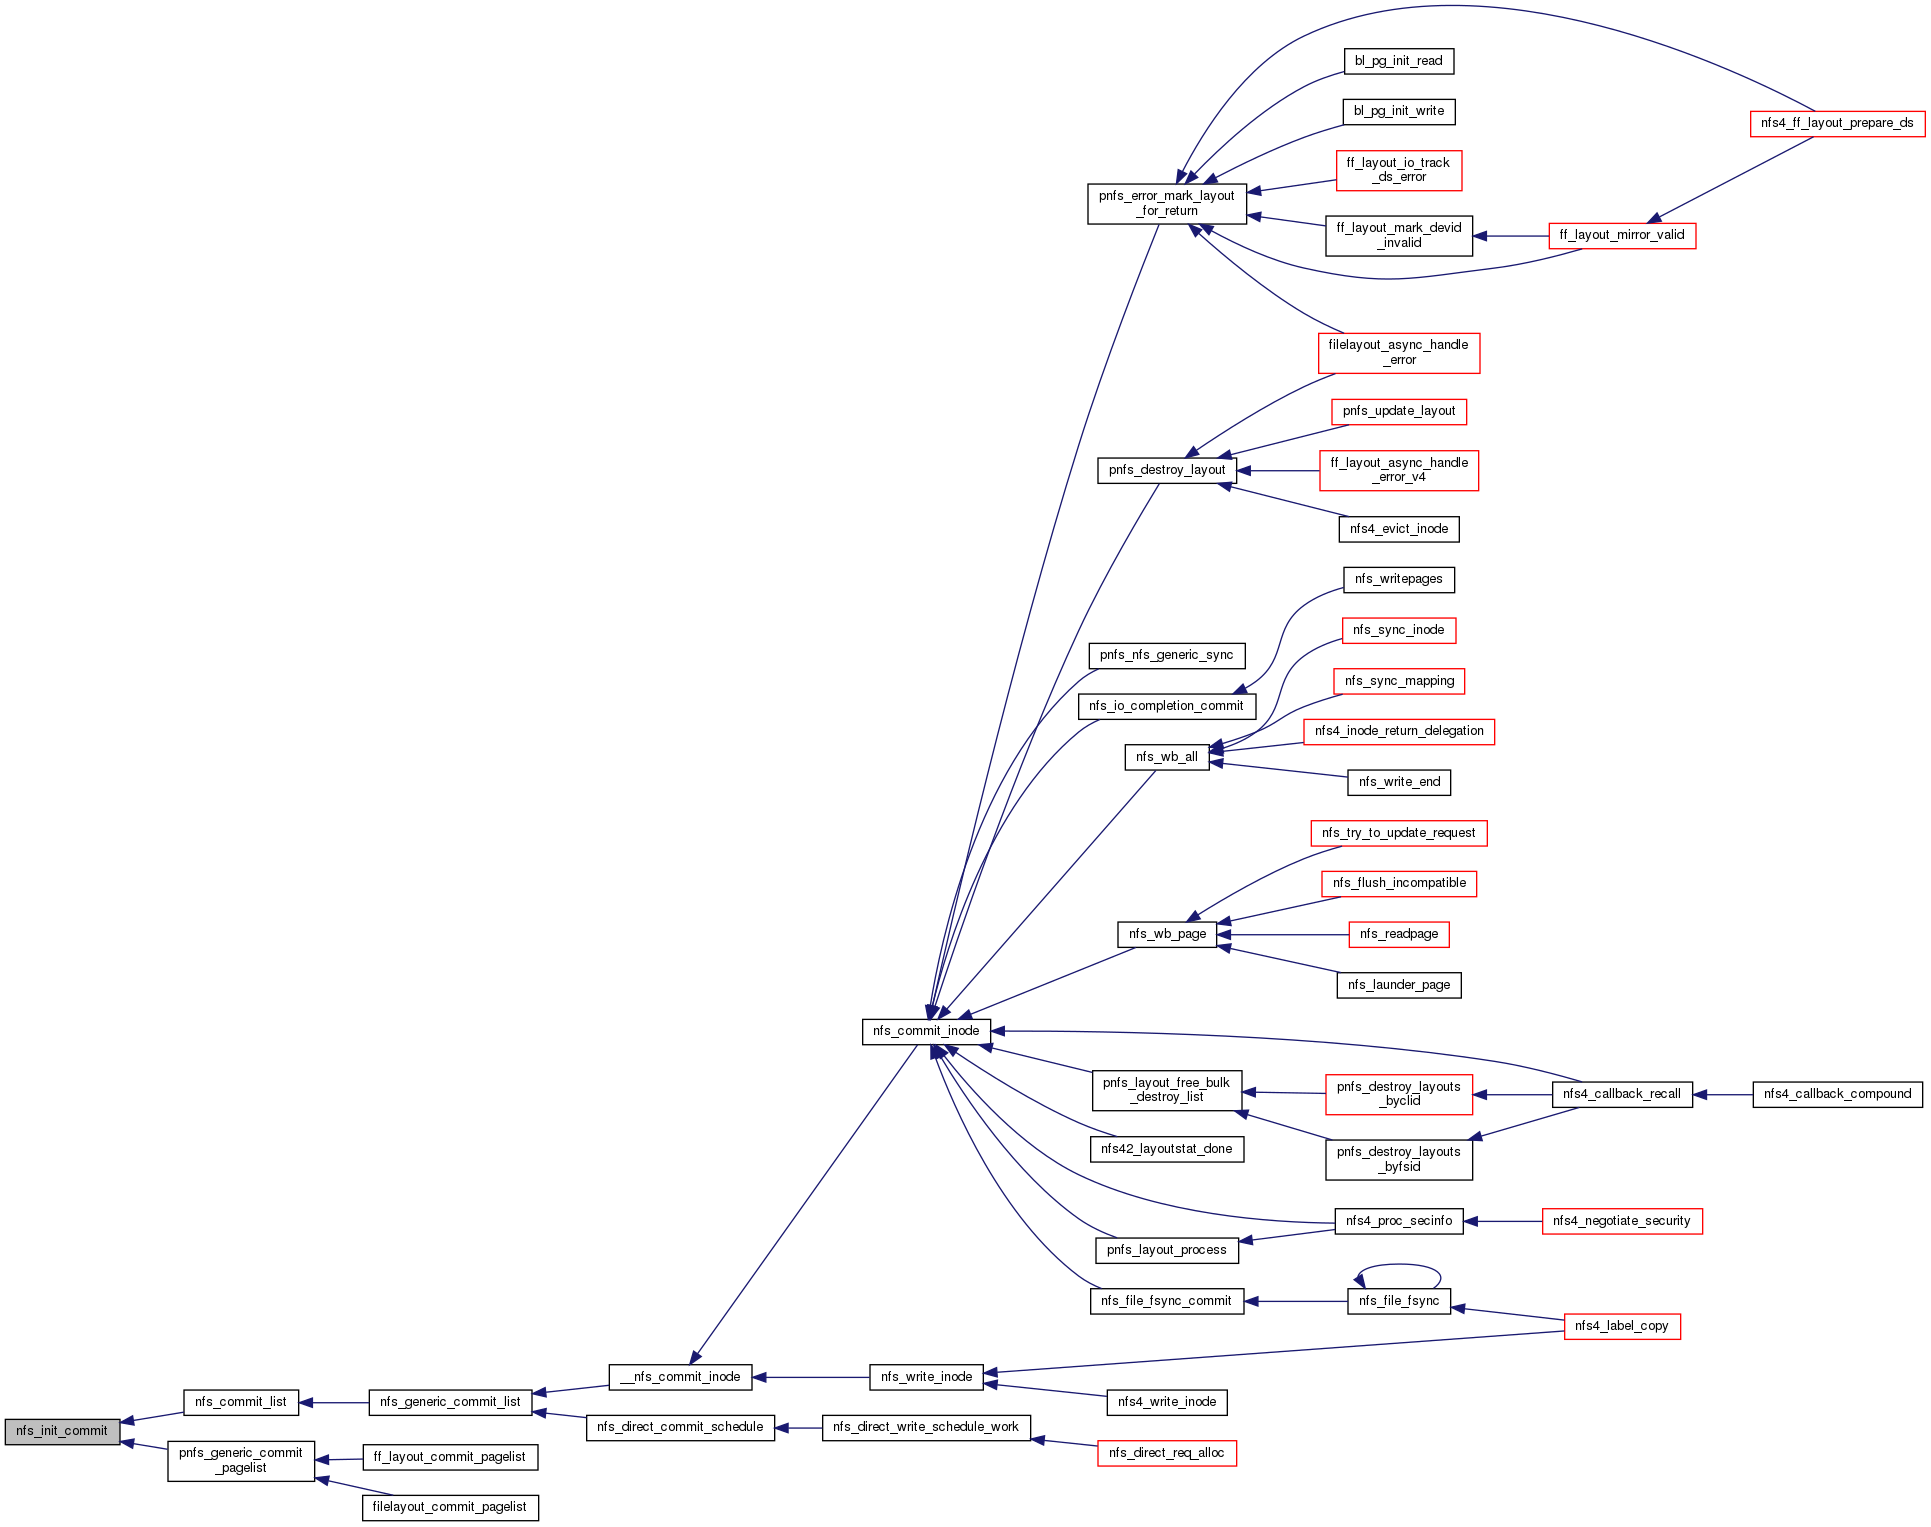 bl_pg_init_read
bl_pg_init_write
nfs4_ff_layout_prepare_ds
ff_layout_io_track
_ds_error
pnfs_error_mark_layout
_for_return
ff_layout_mark_devid
_invalid
ff_layout_mirror_valid
filelayout_async_handle
_error
pnfs_update_layout
pnfs_destroy_layout
ff_layout_async_handle
_error_v4
nfs4_evict_inode
nfs_writepages
nfs_sync_inode
pnfs_nfs_generic_sync
nfs_sync_mapping
nfs_io_completion_commit
nfs4_inode_return_delegation
nfs_wb_all
nfs_write_end
nfs_try_to_update_request
nfs_flush_incompatible
nfs_wb_page
nfs_readpage
nfs_launder_page
nfs_commit_inode
pnfs_layout_free_bulk
_destroy_list
pnfs_destroy_layouts
_byclid
nfs4_callback_recall
nfs4_callback_compound
nfs42_layoutstat_done
pnfs_destroy_layouts
_byfsid
nfs4_proc_secinfo
nfs4_negotiate_security
pnfs_layout_process
nfs_file_fsync_commit
nfs_file_fsync
nfs4_label_copy
__nfs_commit_inode
nfs_write_inode
nfs4_write_inode
nfs_commit_list
nfs_generic_commit_list
nfs_init_commit
nfs_direct_commit_schedule
nfs_direct_write_schedule_work
nfs_direct_req_alloc
pnfs_generic_commit
_pagelist
ff_layout_commit_pagelist
filelayout_commit_pagelist